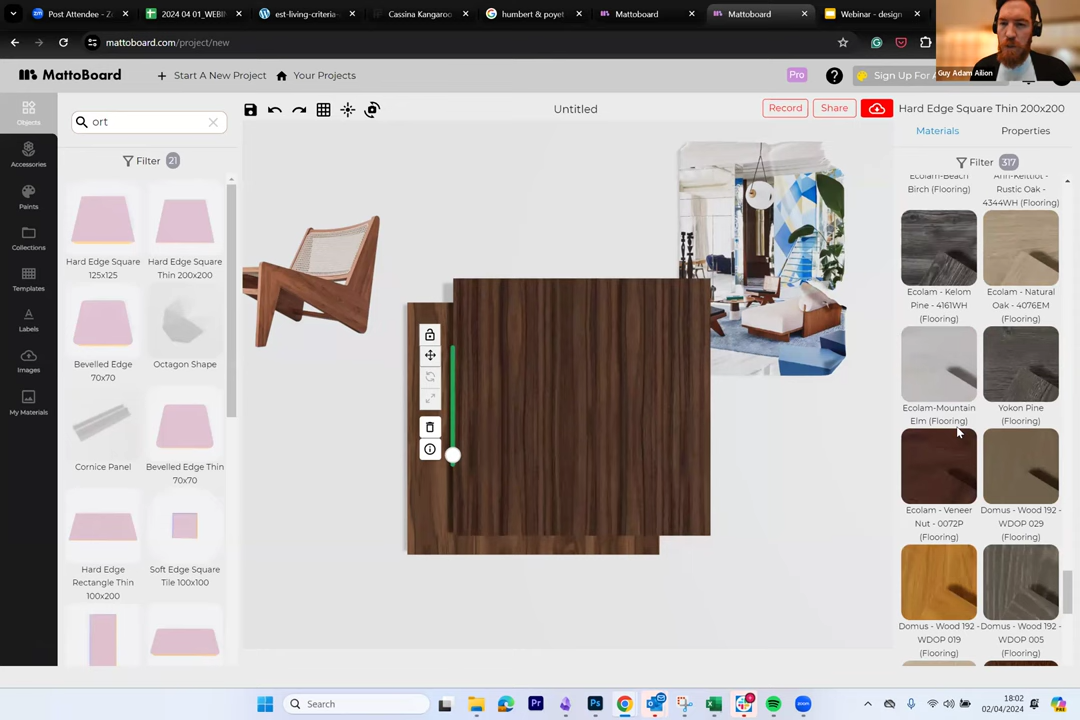 Post Attendee - Z
2024 04 01_WEBI
est-living-criteria-
Cassina Kangaroo
humbert & poyet
Mattoboard
Mattoboard
Webinar - design
mattoboard.com/project/new
Guy Adam Ailion
MattoBoard
Start A New Project
Your Projects
Pro
Sign Up For A
Objects
ort
Untitled
Record
Share
Hard Edge Square Thin 200x200
Materials
Properties
Filter 21
Filter 317
Accessories
Paints
Collections
Templates
Labels
Images
My Materials
Hard Edge Square 125x125
Hard Edge Square Thin 200x200
Bevelled Edge 70x70
Octagon Shape
Cornice Panel
Bevelled Edge Thin 70x70
Hard Edge Rectangle Thin 100x200
Soft Edge Square Tile 100x100
Ecolam-Beach Birch (Flooring)
Rustic Oak - 4344WH (Flooring)
Ecolam - Kelom Pine - 4161WH (Flooring)
Ecolam - Natural Oak - 4076EM (Flooring)
Ecolam-Mountain Elm (Flooring)
Yokon Pine (Flooring)
Ecolam - Veneer Nut - 0072P (Flooring)
Domus - Wood 192 - WDOP 029 (Flooring)
Domus - Wood 192 - WDOP 019 (Flooring)
Domus - Wood 192 - WDOP 005 (Flooring)
Search
18:02
02/04/2024